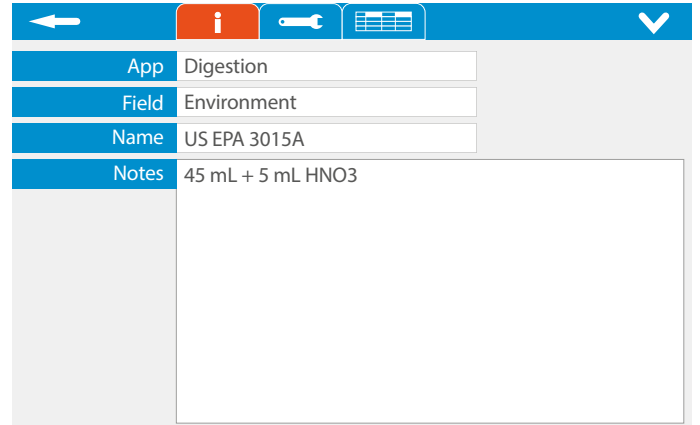 i
App Digestion
Field Environment
Name US EPA 3015A
Notes 45 mL + 5 mL HNO3